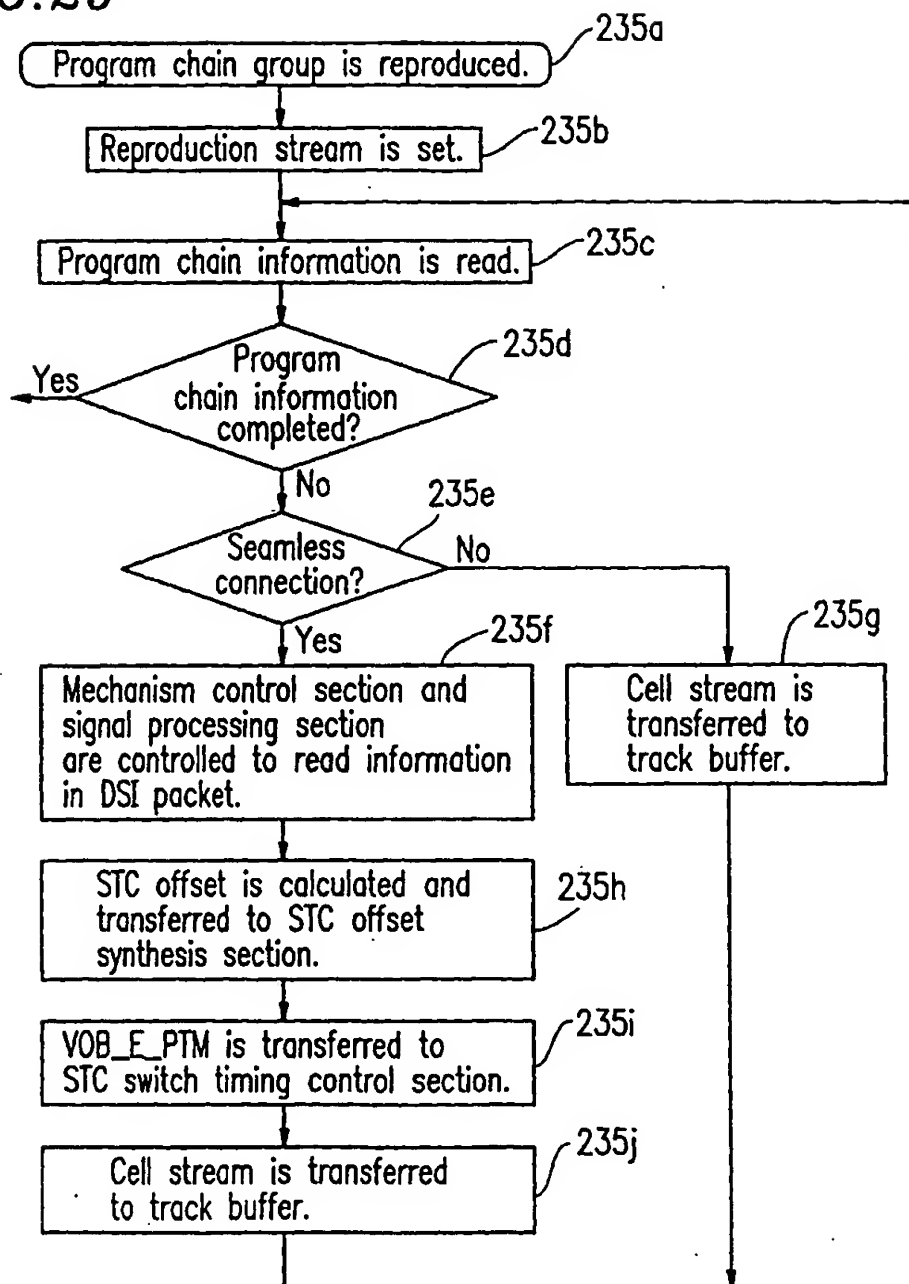 235a
Program chain group is reproduced.
235b
Reproduction stream is set.
235c
Program chain information is read.
235d
Program
chain information
completed?
Yes
No
235e
Seamless
connection?
No
Yes
235f
Mechanism control section and
signal processing section
are controlled to read information
in DSI packet.
235g
Cell stream is
transferred to
track buffer.
STC offset is calculated and
transferred to STC offset
synthesis section.
235h
VOB_E_PTM is transferred to
STC switch timing control section.
235i
Cell stream is transferred
to track buffer.
235j